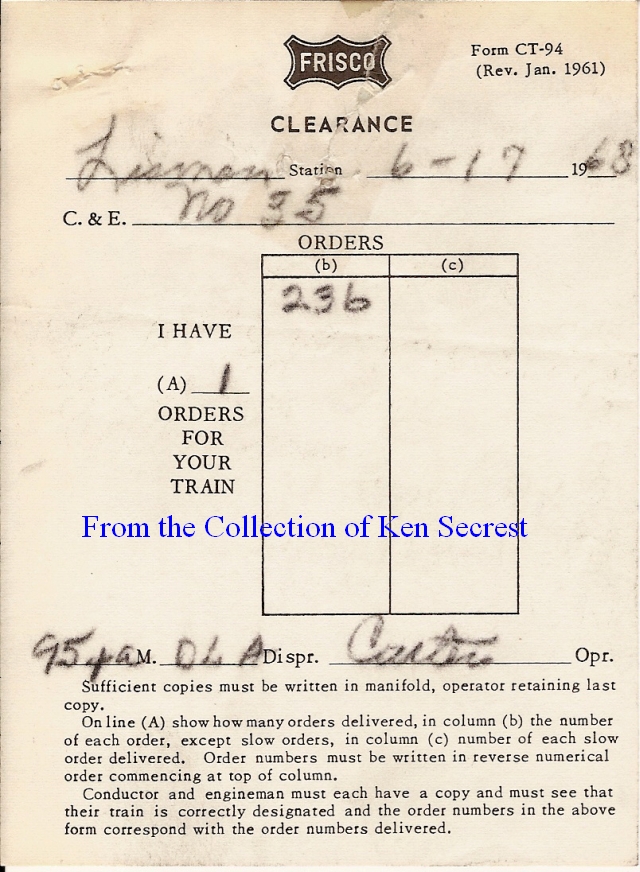 FRISCO
Form CT-94
(Rev. Jan. 1961)
CLEARANCE
Lisman Station 6-17 1968
C. & E. No 35
ORDERS
(b) (c)
236
I HAVE
(A) 1
ORDERS
FOR
YOUR
TRAIN
From the Collection of Ken Secrest
M. DLA Dispr. Carter Opr.
Sufficient copies must be written in manifold, operator retaining last
copy.
On line (A) show how many orders delivered, in column (b) the number
of each order, except slow orders, in column (c) number of each slow
order delivered. Order numbers must be written in reverse numerical
order commencing at top of column.
Conductor and engineman must each have a copy and must see that
their train is correctly designated and the order numbers in the above
form correspond with the order numbers delivered.